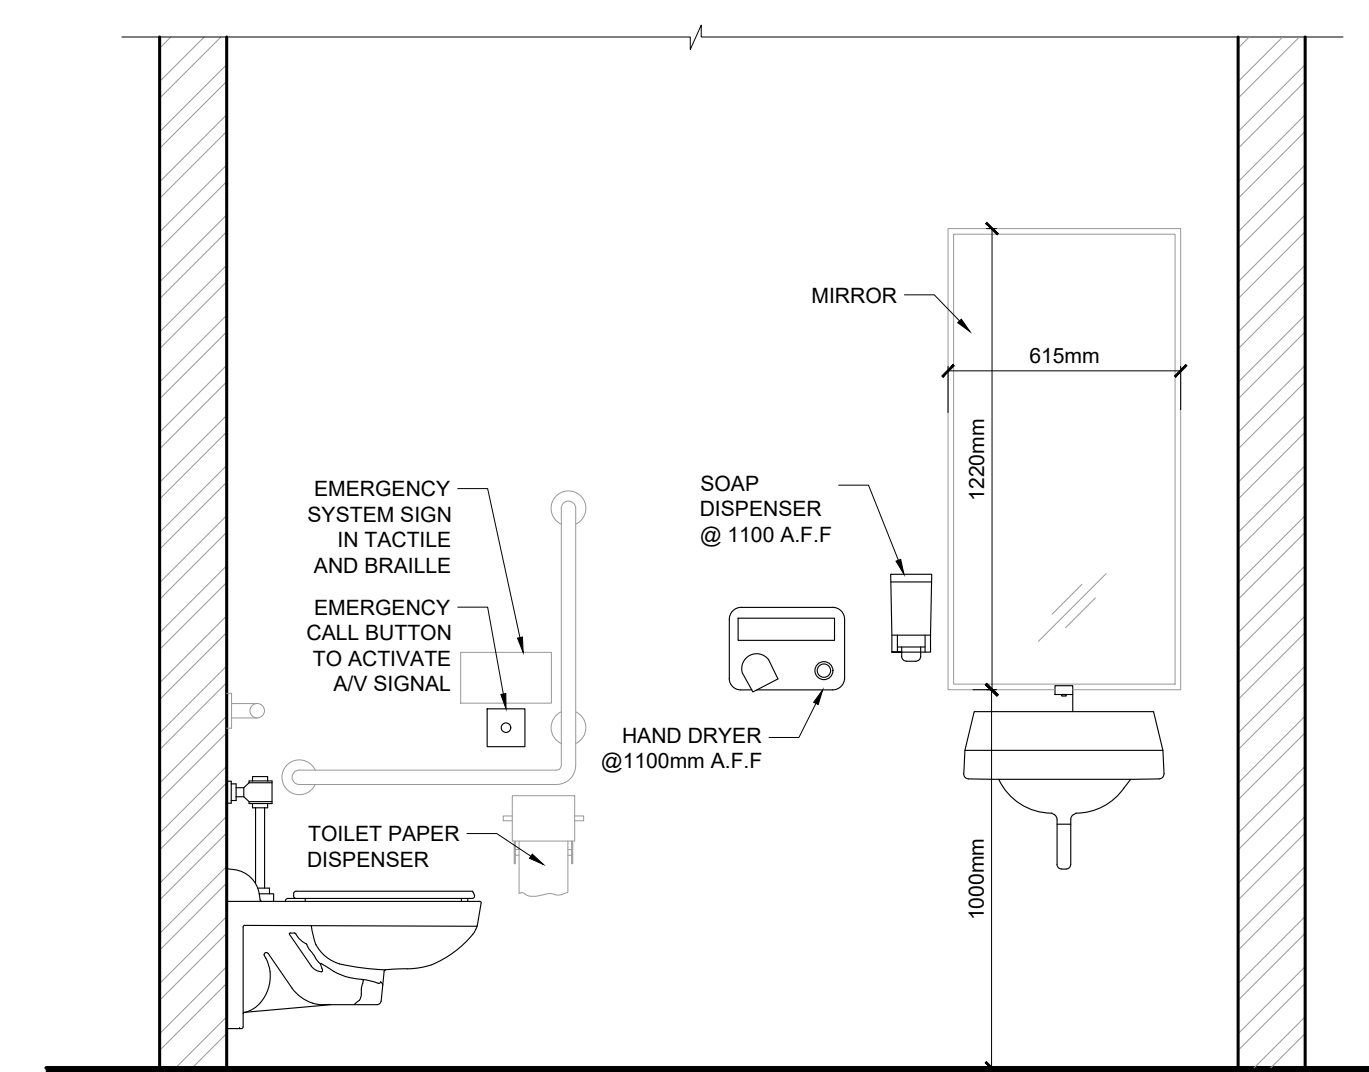 MIRROR
615mm
1220mm
EMERGENCY
SYSTEM SIGN
IN TACTILE
AND BRAILLE
SOAP
DISPENSER
@ 1100 A.F.F
EMERGENCY
CALL BUTTON
TO ACTIVATE
A/V SIGNAL
HAND DRYER
@1100mm A.F.F
TOILET PAPER
DISPENSER
1000mm